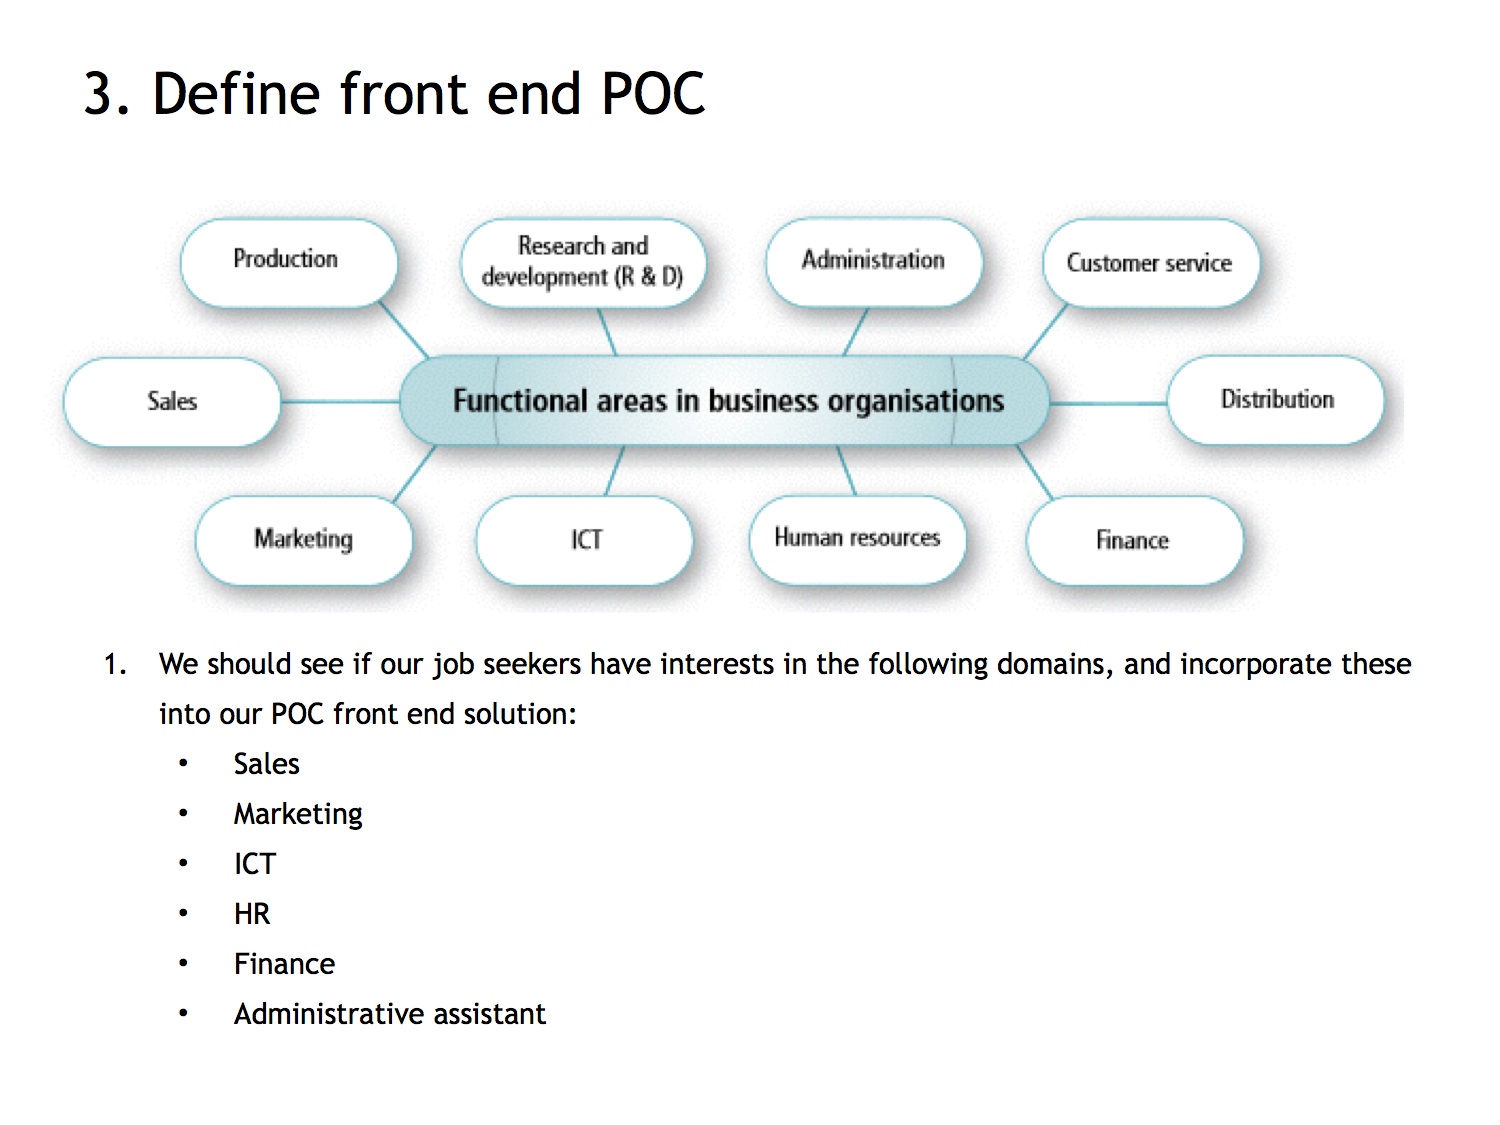 3. Define front end POC
Production
Research and
development (R & D)
Administration
Customer service
Sales
Functional areas in business organisations
Distribution
Marketing
ICT
Human resources
Finance
1. We should see if our job seekers have interests in the following domains, and incorporate these
into our POC front end solution:
• Sales
• Marketing
• ICT
• HR
• Finance
• Administrative assistant